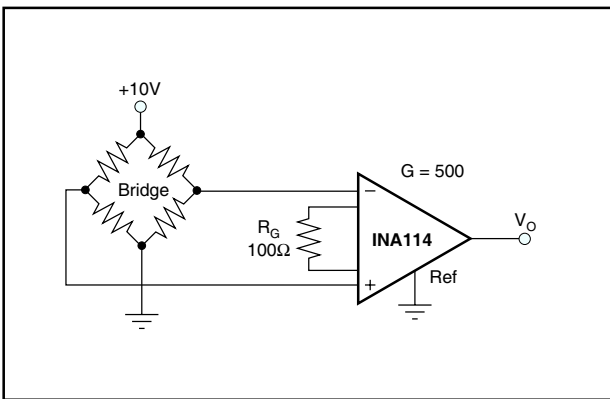 +10V
G = 500
Bridge
–
V_O
R_G
100Ω
INA114
Ref
+